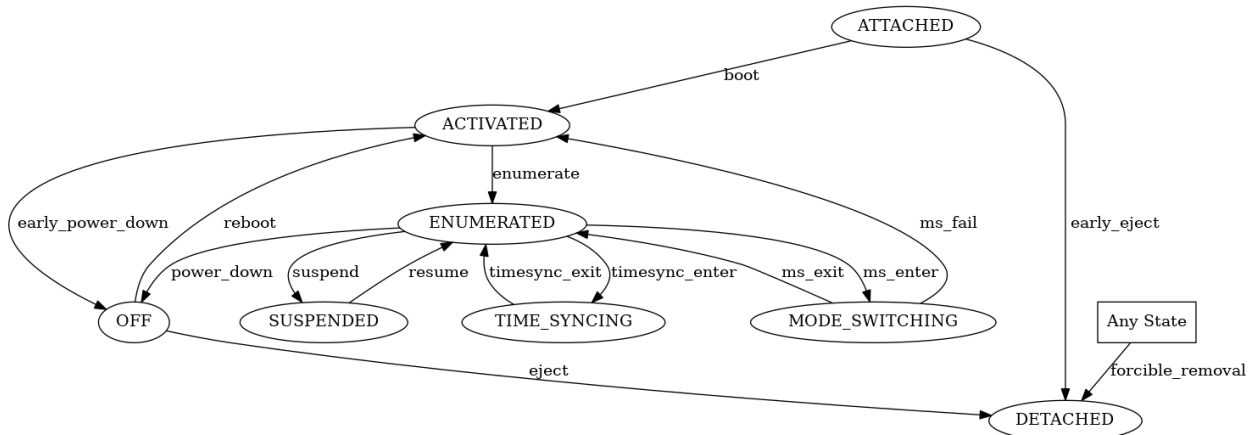 ATTACHED
boot
ACTIVATED
enumerate
early_power_down
reboot
ms_fail
early_eject
ENUMERATED
power_down
suspend
resume
timesync_exit
timesync_enter
ms_exit
ms_enter
OFF
SUSPENDED
TIME_SYNCING
MODE_SWITCHING
Any State
eject
forcible_removal
DETACHED